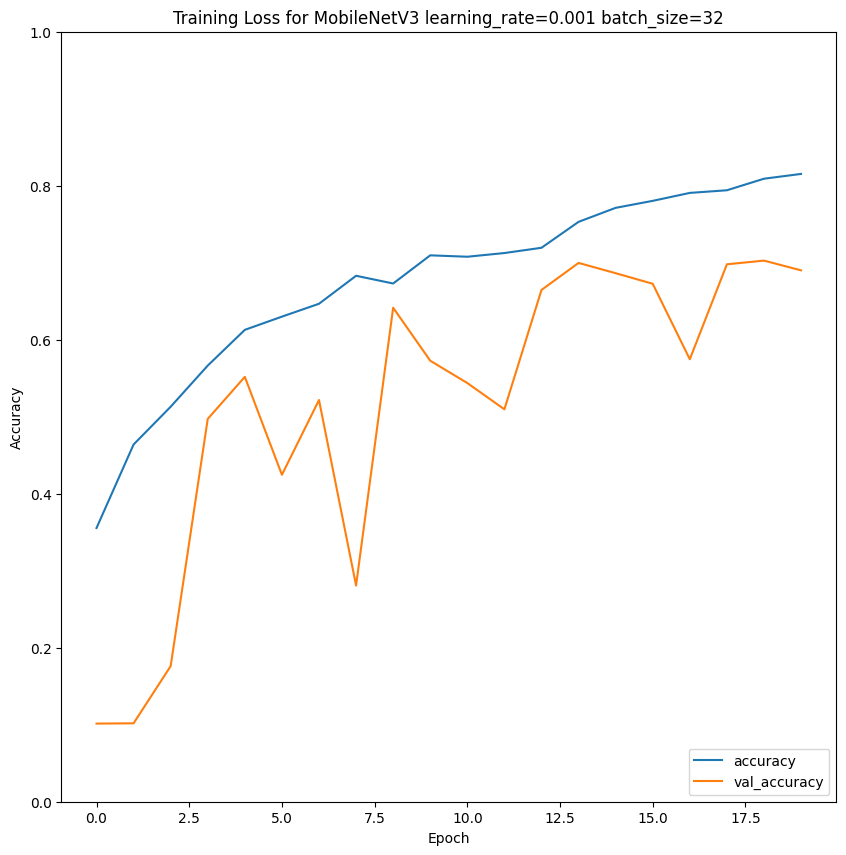 Training Loss for MobileNetV3 learning_rate=0.001 batch_size=32
1.0
0.8
0.6
0.4
0.2
0.0
Accuracy
accuracy
val_accuracy
0.0 2.5 5.0 7.5 10.0 12.5 15.0 17.5
Epoch